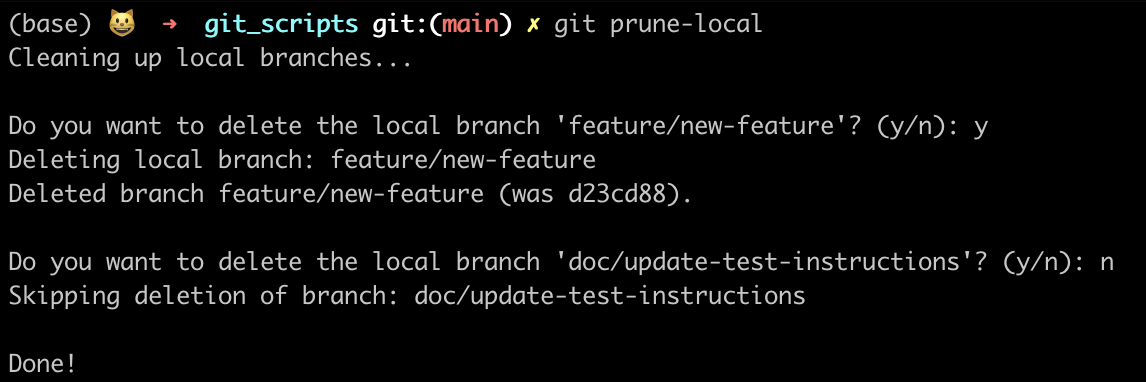 (base) 😺 ➜ git_scripts git:(main) ✗ git prune-local
Cleaning up local branches...
Do you want to delete the local branch 'feature/new-feature'? (y/n): y
Deleting local branch: feature/new-feature
Deleted branch feature/new-feature (was d23cd88).
Do you want to delete the local branch 'doc/update-test-instructions'? (y/n): n
Skipping deletion of branch: doc/update-test-instructions
Done!